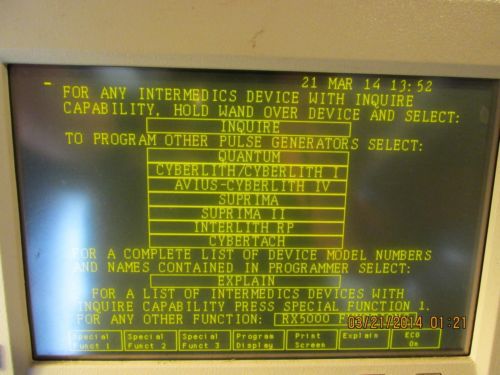 21 MAR 14 13:52
FOR ANY INTERMEDICS DEVICE WITH INQUIRE
CAPABILITY, HOLD WAND OVER DEVICE AND SELECT:
INQUIRE
TO PROGRAM OTHER PULSE GENERATORS SELECT:
QUANTUM
CYBERLITH/CYBERLITH I
AVIUS-CYBERLITH IV
SUPRIMA
SUPRIMA II
INTERLITH RP
CYBERTACH
FOR A COMPLETE LIST OF DEVICE MODEL NUMBERS
AND NAMES CONTAINED IN PROGRAMMER SELECT:
EXPLAIN
FOR A LIST OF INTERMEDICS DEVICES WITH
INQUIRE CAPABILITY PRESS SPECIAL FUNCTION 1.
FOR ANY OTHER FUNCTION: RX5000
03/21/2014 01:21
Special Funct 1 Special Funct 2 Special Funct 3 Program Display Print Screen Explain ECG On